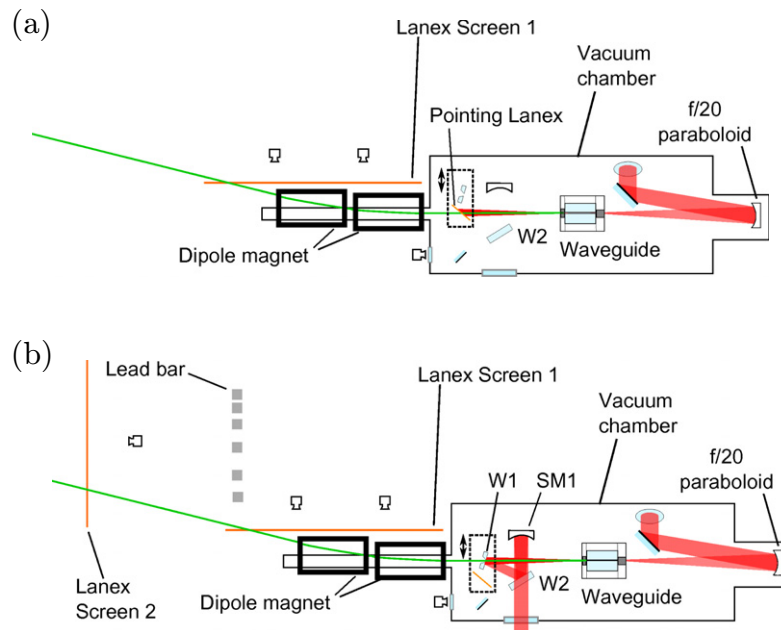 (a)
Lanex Screen 1
Vacuum
chamber
Pointing Lanex
f/20
paraboloid
W2
Waveguide
Dipole magnet
(b)
Lead bar
Lanex Screen 1
Vacuum
chamber
W1
SM1
f/20
paraboloid
W2
Waveguide
Lanex
Screen 2
Dipole magnet